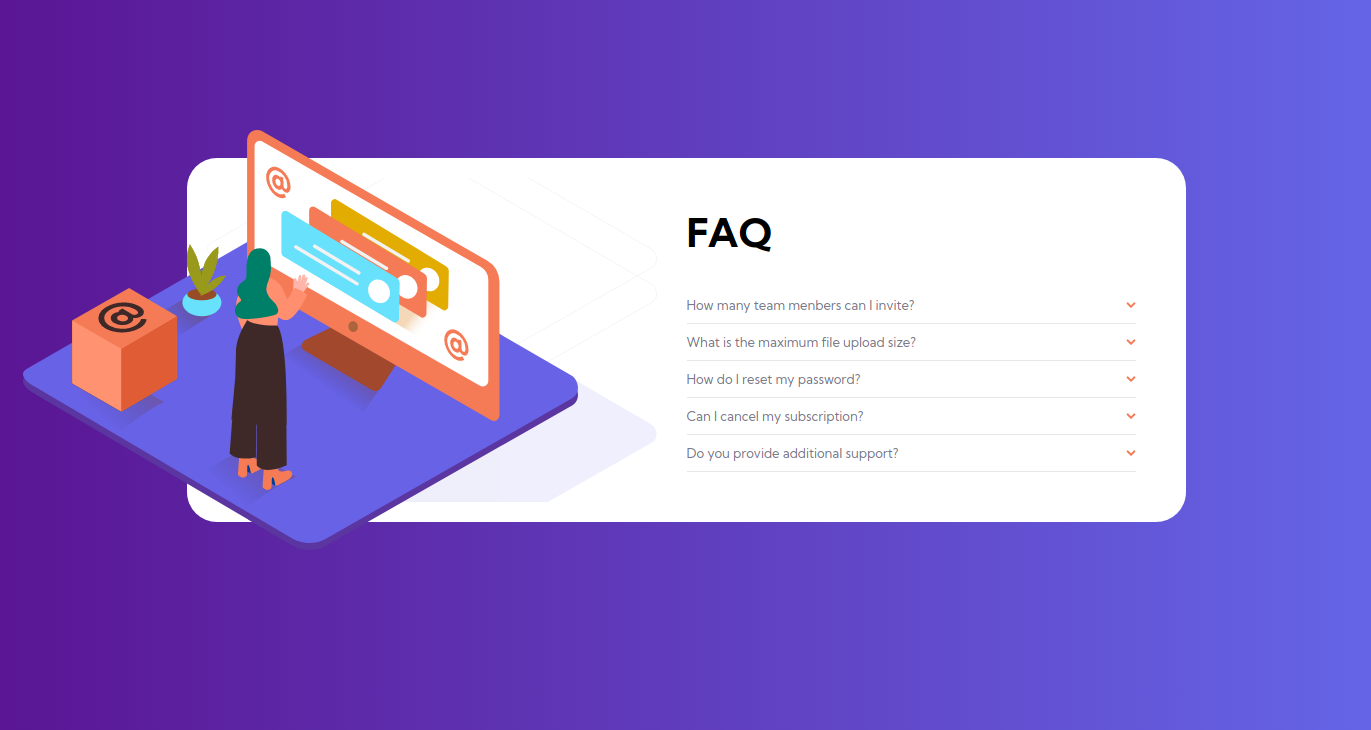 @
@
@
FAQ
How many team menbers can I invite?
What is the maximum file upload size?
How do I reset my password?
Can I cancel my subscription?
Do you provide additional support?